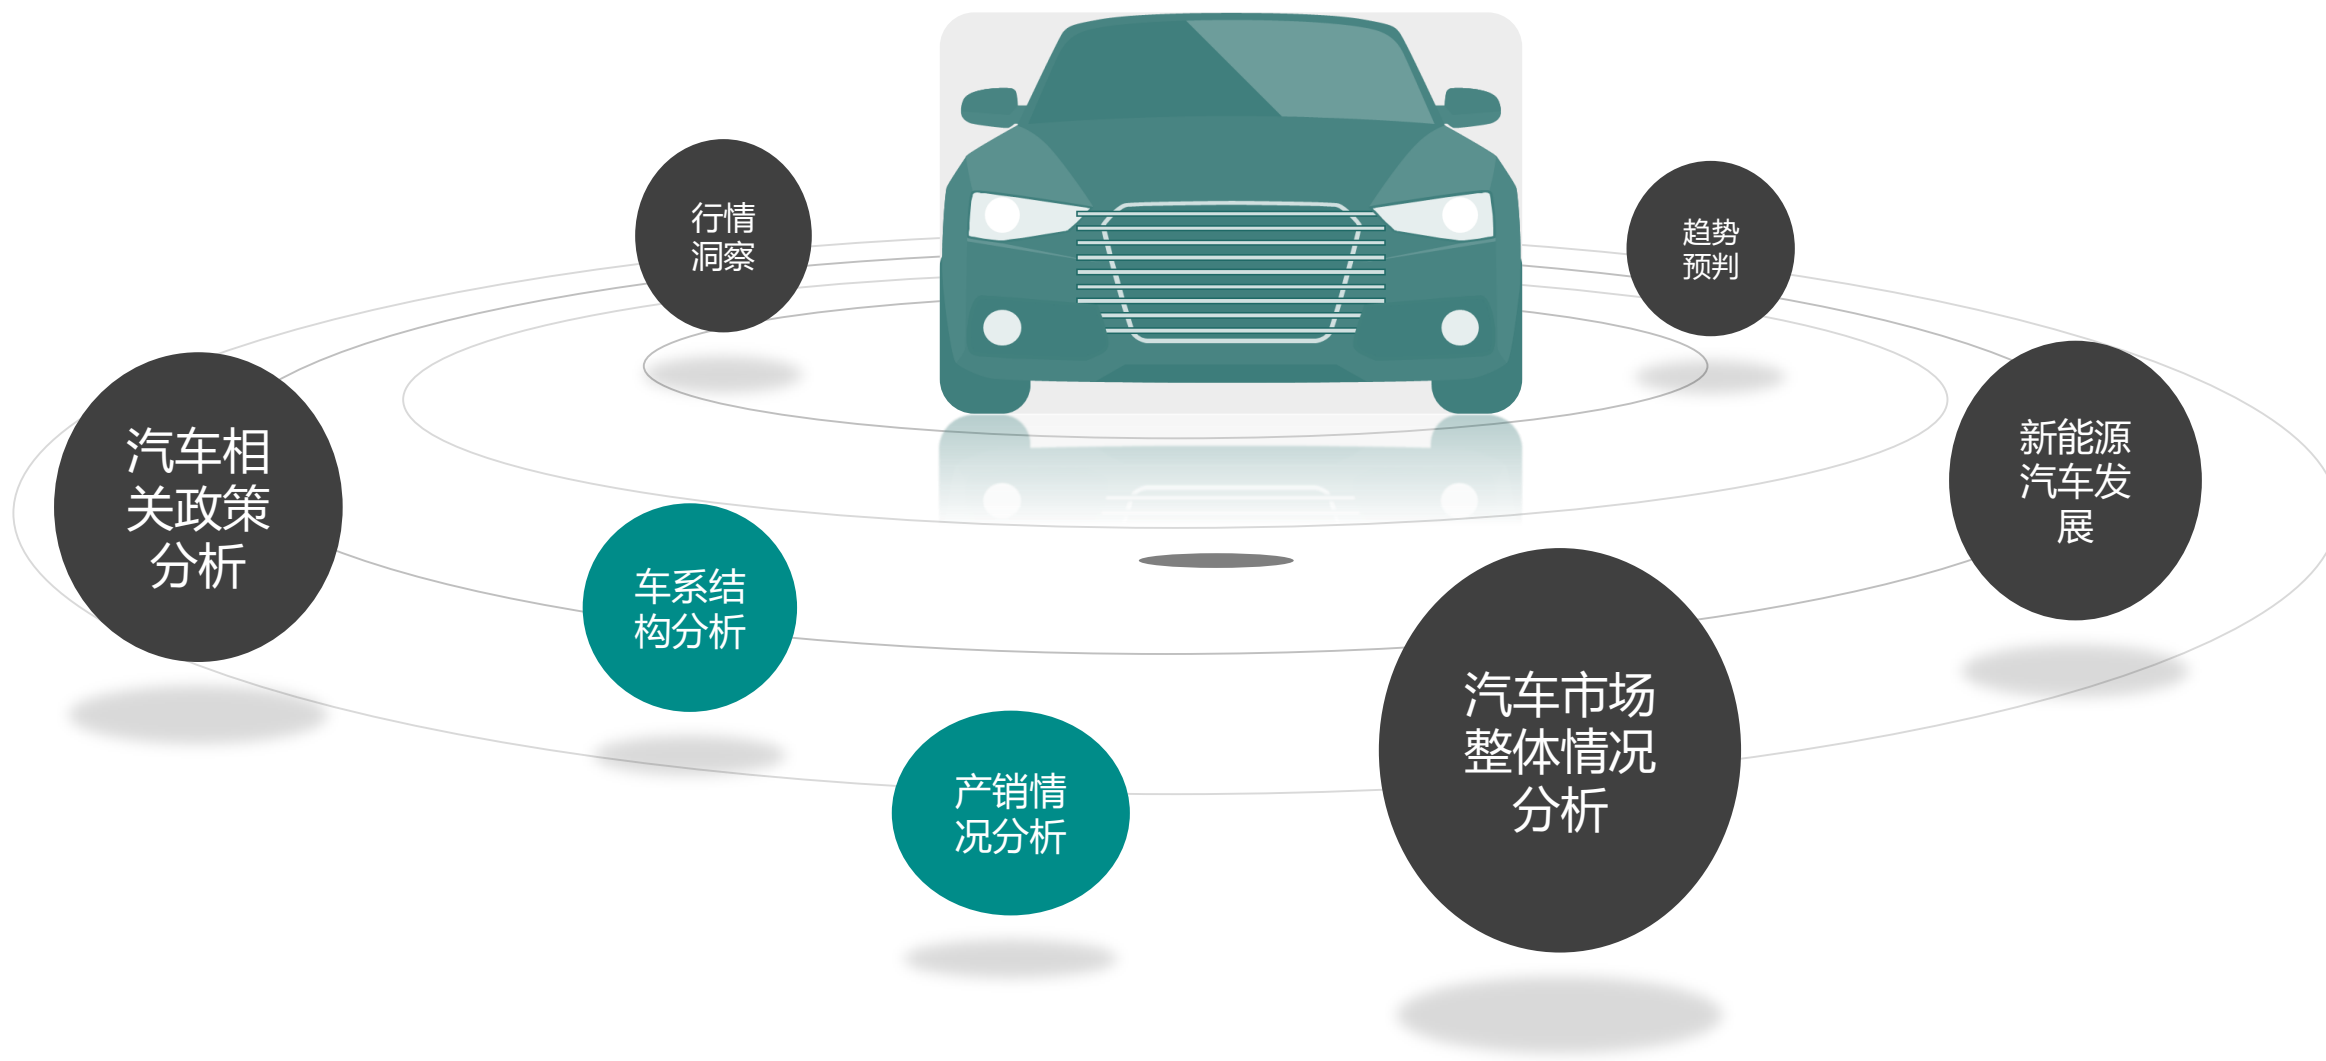 行情
洞察
趋势
预判
汽车相
关政策
分析
新能源
汽车发
展
车系结
构分析
汽车市场
整体情况
分析
产销情
况分析